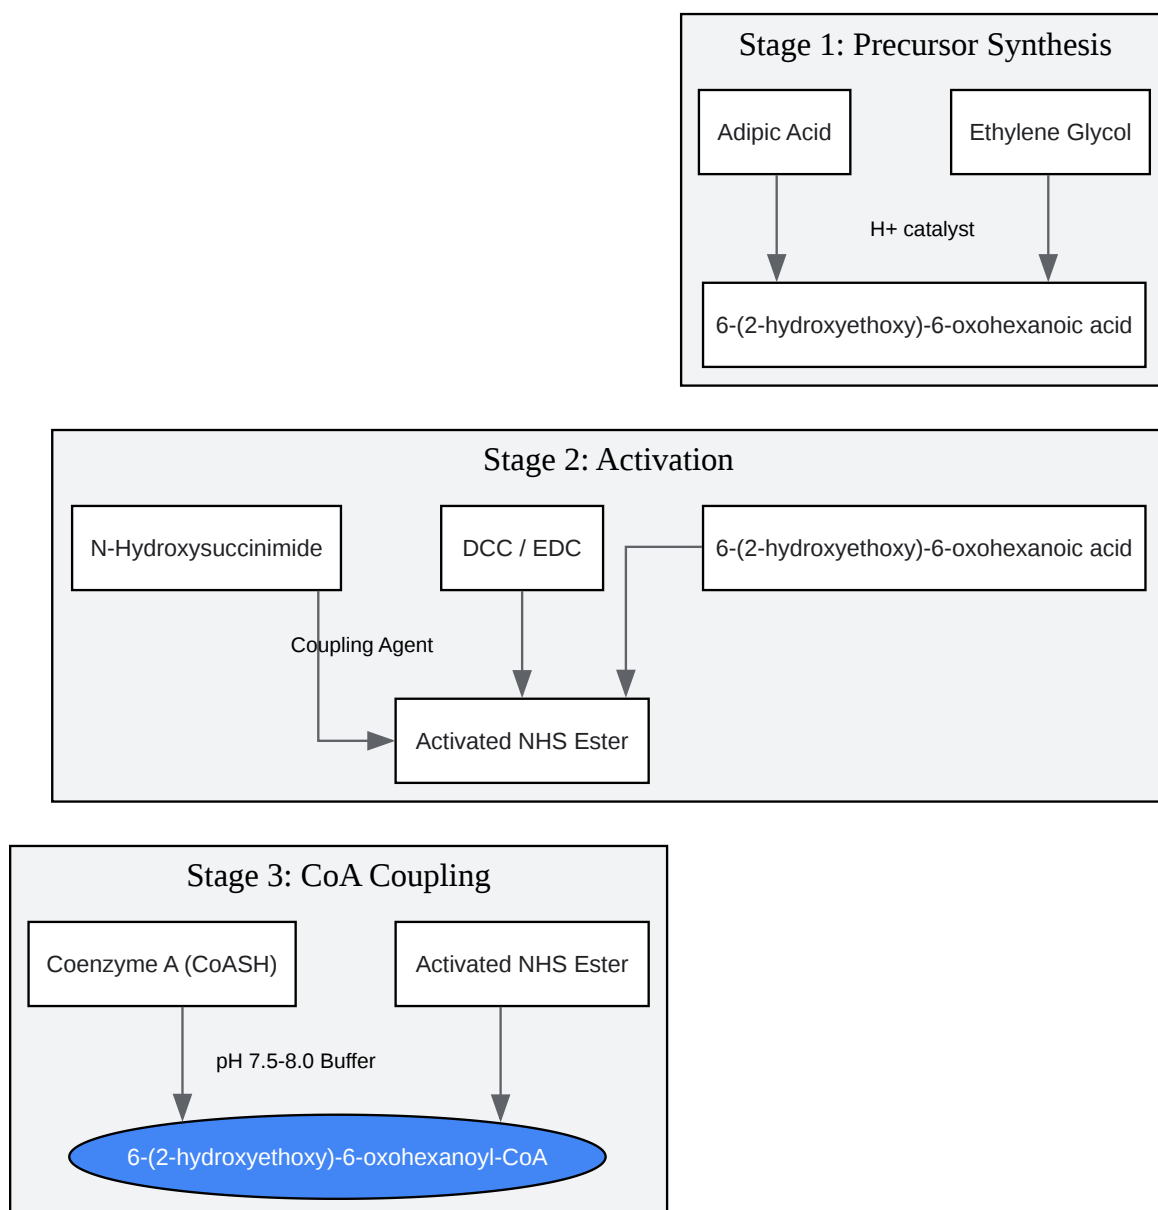 Stage 1: Precursor Synthesis
Adipic Acid
Ethylene Glycol
H+ catalyst
6-(2-hydroxyethoxy)-6-oxohexanoic acid
Stage 2: Activation
N-Hydroxysuccinimide
DCC / EDC
6-(2-hydroxyethoxy)-6-oxohexanoic acid
Coupling Agent
Activated NHS Ester
Stage 3: CoA Coupling
Coenzyme A (CoASH)
Activated NHS Ester
pH 7.5-8.0 Buffer
6-(2-hydroxyethoxy)-6-oxohexanoyl-CoA